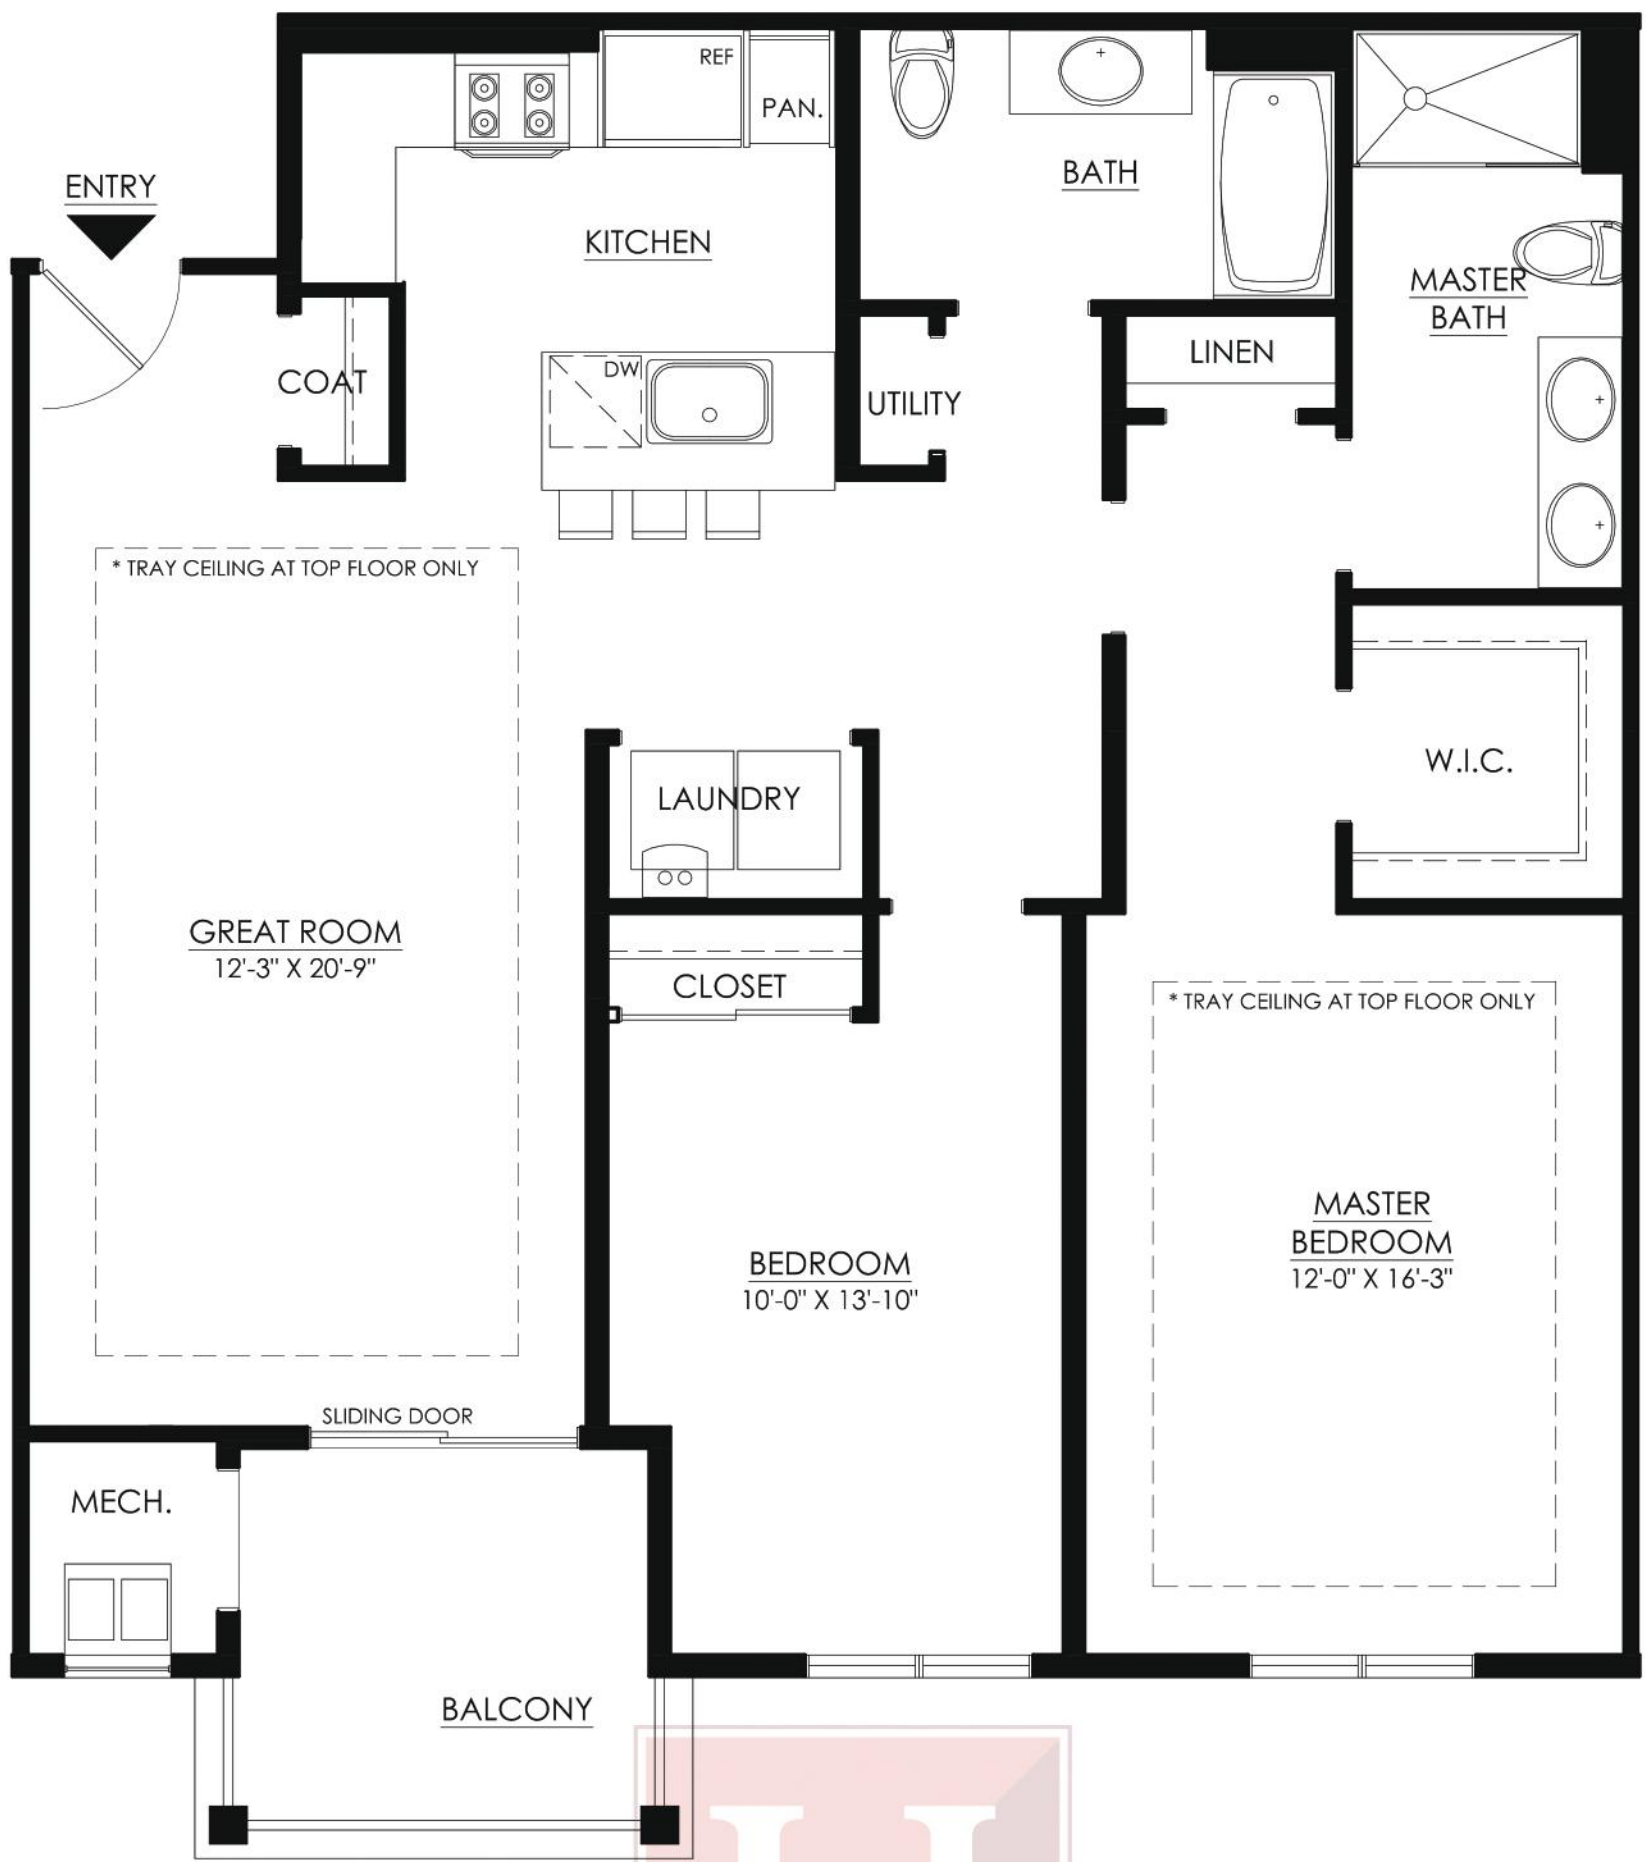 REF
PAN.
ENTRY
BATH
KITCHEN
MASTER
BATH
LINEN
COAT
DW
UTILITY
* TRAY CEILING AT TOP FLOOR ONLY
W.I.C.
LAUNDRY
GREAT ROOM
12'-3" X 20'-9"
CLOSET
* TRAY CEILING AT TOP FLOOR ONLY
MASTER
BEDROOM
12'-0" X 16'-3"
BEDROOM
10'-0" X 13'-10"
SLIDING DOOR
MECH.
BALCONY